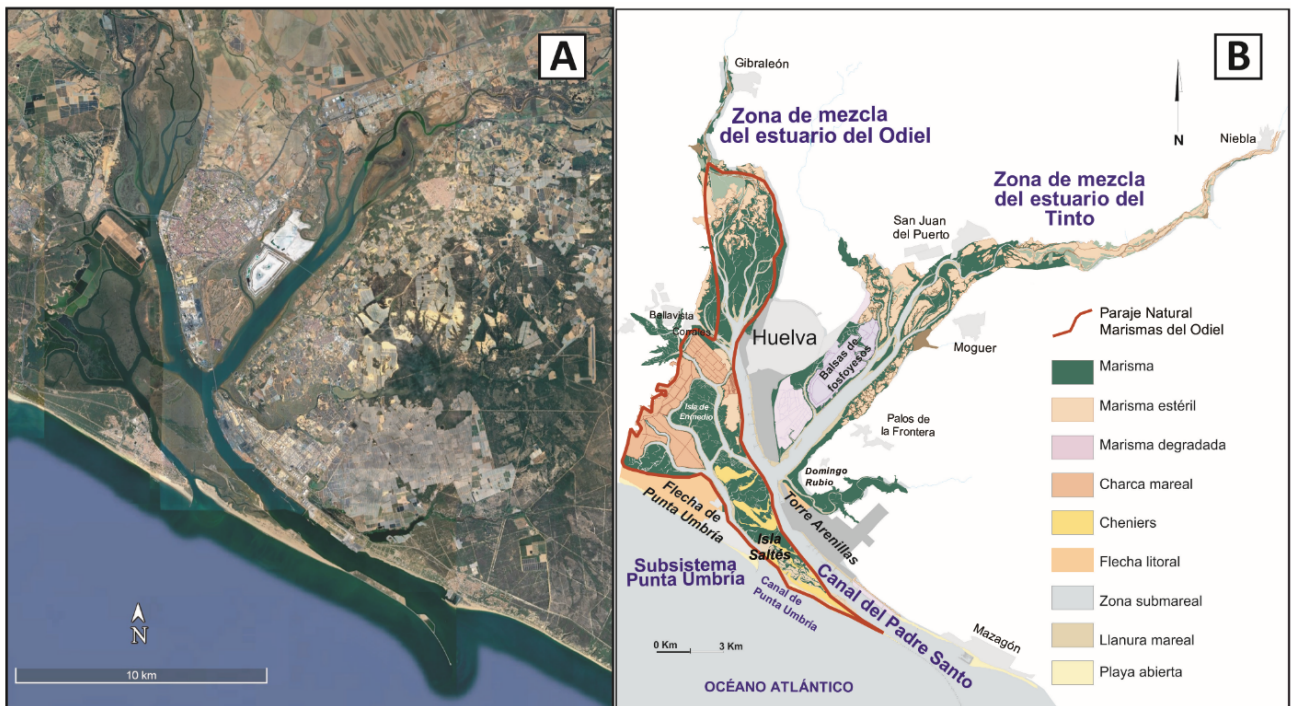 A
N
10 km
B
Gibraleón
Zona de mezcla
del estuario del Odiel
N
Niebla
Zona de mezcla
del estuario del
Tinto
San Juan
del Puerto
Bellavista
Corrales
Huelva
Balsas de
fosfoyesos
Moguer
Isla de
Enmedio
Palos de
la Frontera
Domingo
Rubio
Flecha de
Punta Umbría
Torre Arenillas
Isla
Saltés
Subsistema
Punta Umbría
Canal de
Punta Umbría
Canal del Padre Santo
Mazagón
0 Km 3 Km
OCÉANO ATLÁNTICO
Paraje Natural
Marismas del Odiel
Marisma
Marisma estéril
Marisma degradada
Charca mareal
Cheniers
Flecha litoral
Zona submareal
Llanura mareal
Playa abierta